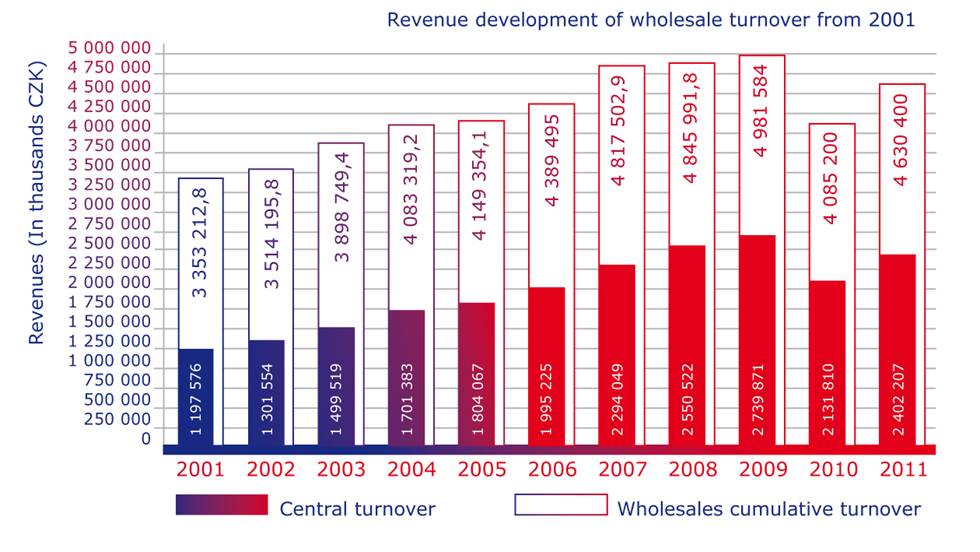 Revenue development of wholesale turnover from 2001
Revenues (In thausands CZK)
5 000 000
4 750 000
4 500 000
4 250 000
4 000 000
3 750 000
3 500 000
3 250 000
3 000 000
2 750 000
2 500 000
2 250 000
2 000 000
1 750 000
1 500 000
1 250 000
1 000 000
750 000
500 000
250 000
0
3 353 212,8
3 514 195,8
3 898 749,4
4 083 319,2
4 149 354,1
4 389 495
4 817 502,9
4 845 991,8
4 981 584
4 085 200
4 630 400
1 197 576
1 301 554
1 499 519
1 701 383
1 804 067
1 995 225
2 294 049
2 550 522
2 739 871
2 131 810
2 402 207
2001 2002 2003 2004 2005 2006 2007 2008 2009 2010 2011
Central turnover
Wholesales cumulative turnover